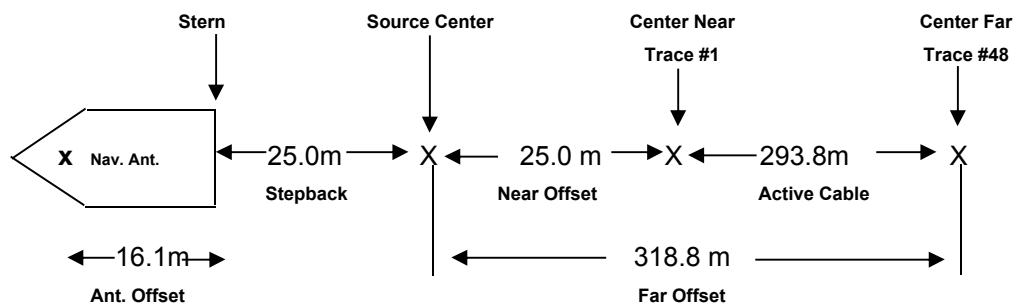 Stern
Source Center
Center Near
Trace #1
Center Far
Trace #48
X Nav. Ant.
25.0m
X
25.0 m
X
293.8m
X
Stepback
Near Offset
Active Cable
16.1m
318.8 m
Ant. Offset
Far Offset